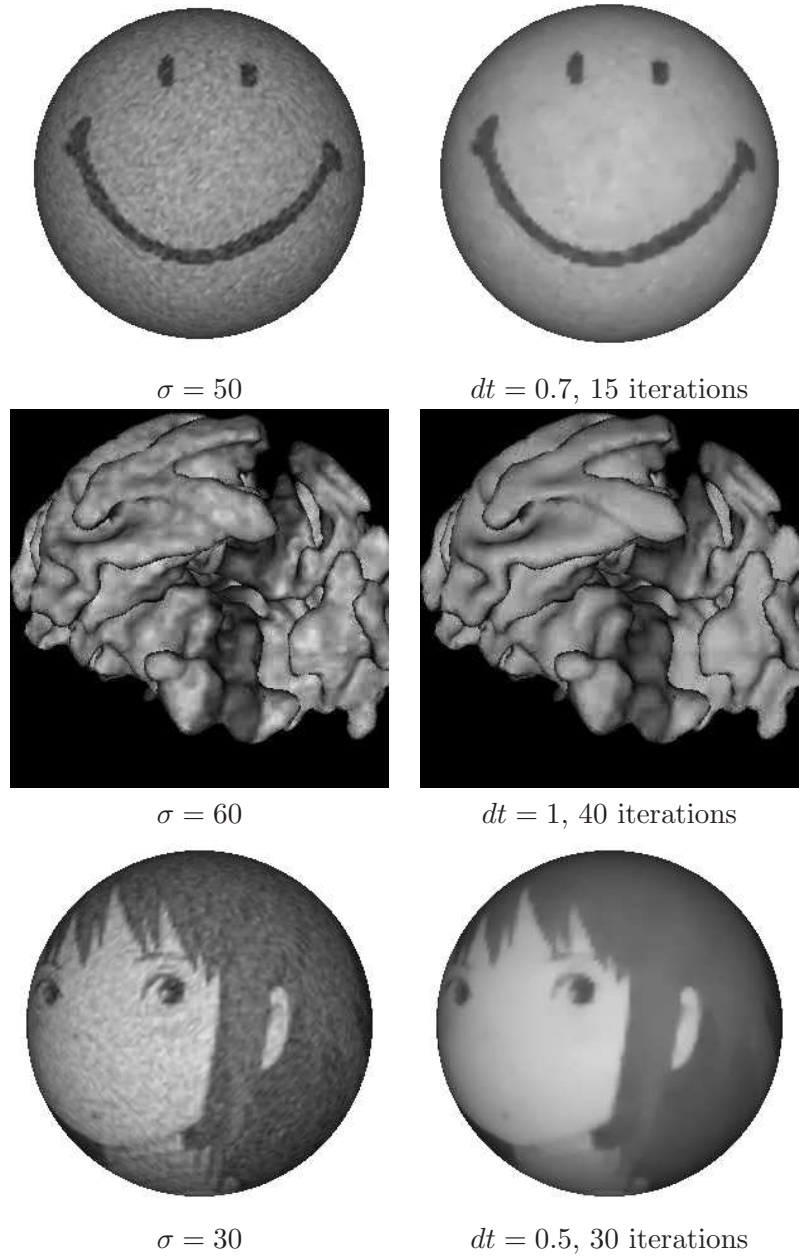 σ = 50
dt = 0.7, 15 iterations
σ = 60
dt = 1, 40 iterations
σ = 30
dt = 0.5, 30 iterations